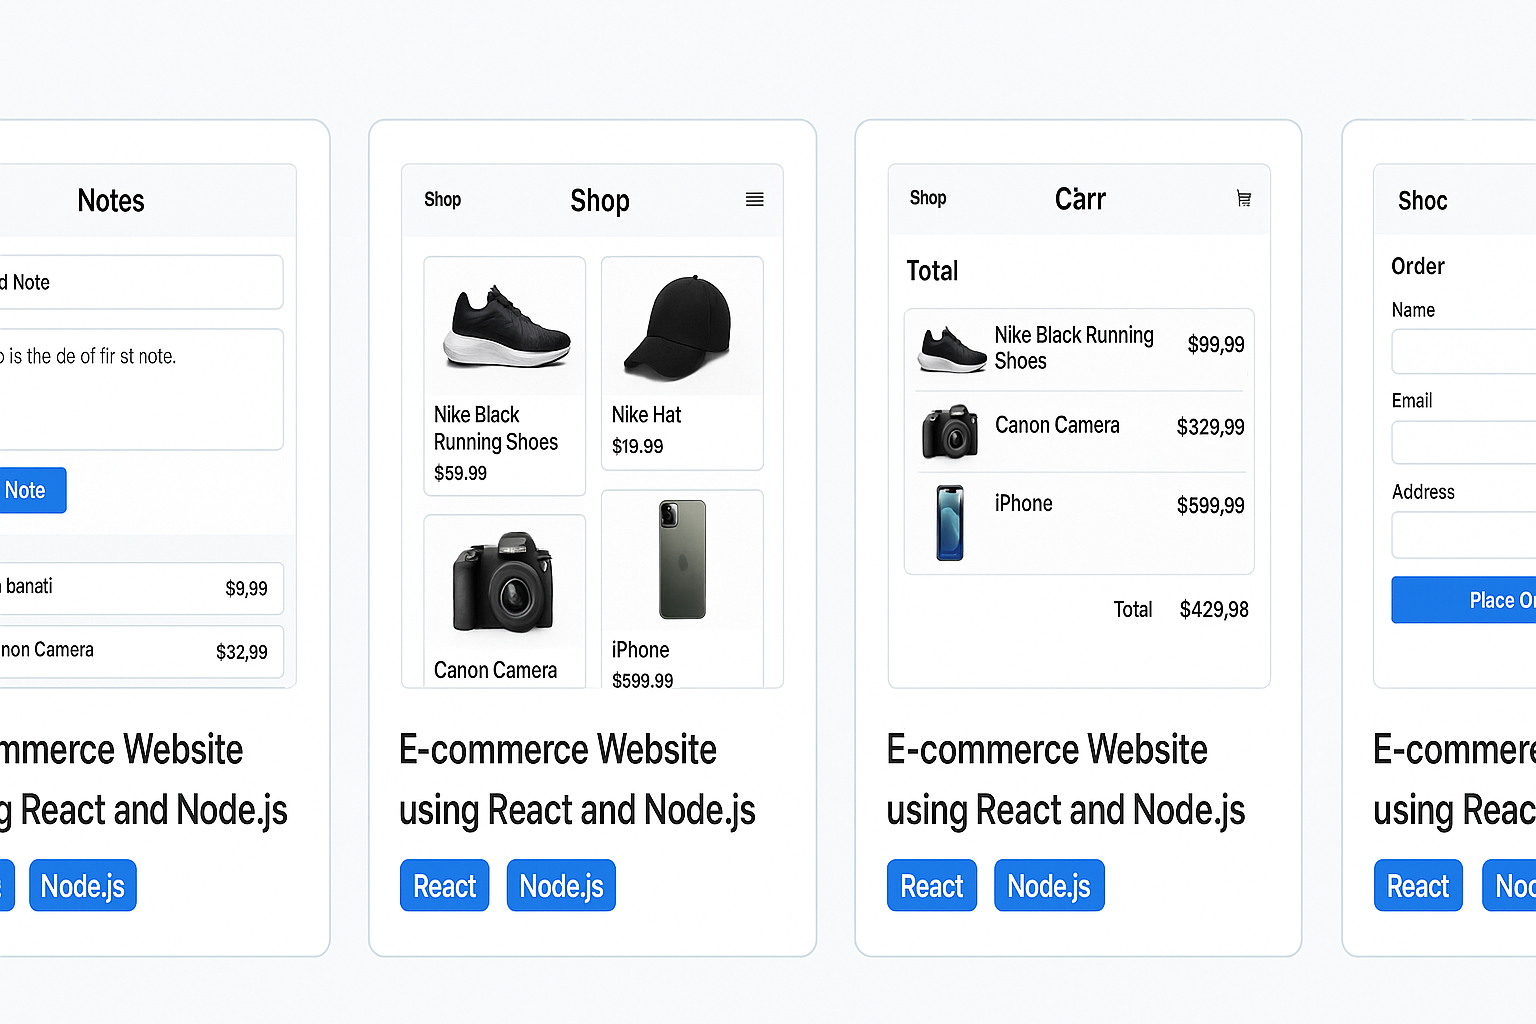 Notes
d Note
o is the de of fir st note.
Note
banati
$9,99
non Camera
$32,99
mmerce Website
g React and Node.js
Node.js
Shop
Shop
Nike Black
Running Shoes
$59.99
Nike Hat
$19.99
Canon Camera
iPhone
$599.99
E-commerce Website
using React and Node.js
React
Node.js
Shop
Carr
Total
Nike Black Running
Shoes
$99,99
Canon Camera
$329,99
iPhone
$599,99
Total
$429,98
E-commerce Website
using React and Node.js
React
Node.js
Shoc
Order
Name
Email
Address
Place Or
E-commere
using Reac
React
Noc